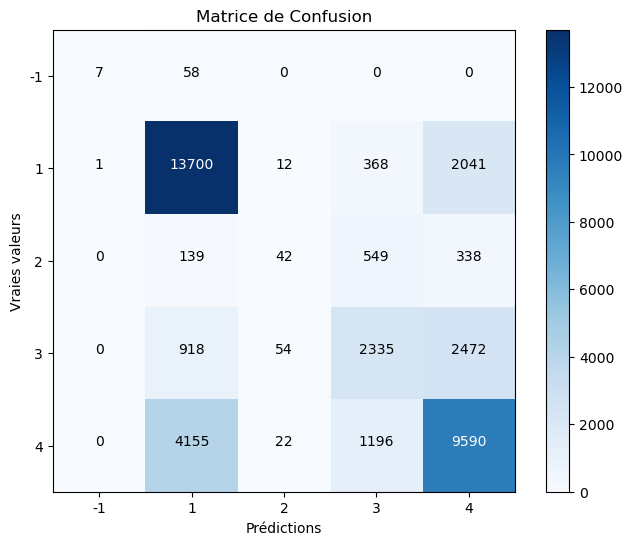 Matrice de Confusion
-1 7 58 0 0 0
1 1 13700 12 368 2041
2 0 139 42 549 338
3 0 918 54 2335 2472
4 0 4155 22 1196 9590
-1 1 2 3 4
Prédictions
Vraies valeurs
12000
10000
8000
6000
4000
2000
0